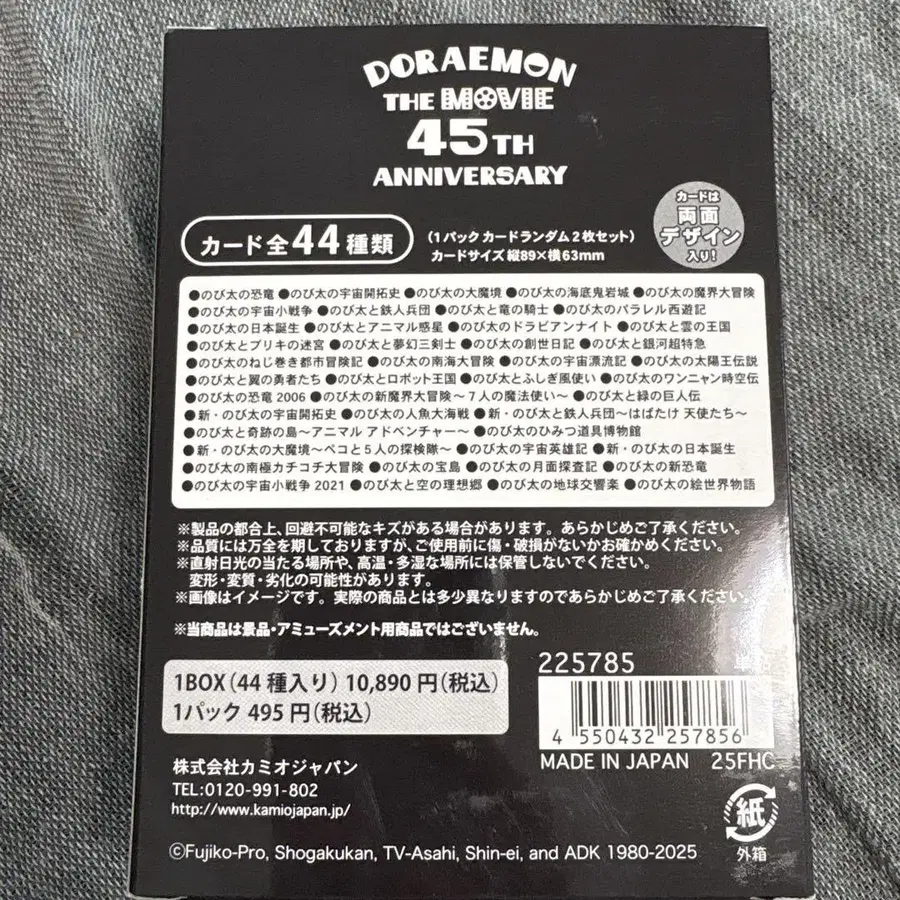 DORAEMON
THE MOVIE
45TH
ANNIVERSARY
カードは
両面
デザイン
入り!
カード全44種類
(1パック カードランダム2枚セット)
カードサイズ 縦89×横63mm
●のび太の恐竜 ●のび太の宇宙開拓史 ●のび太の大魔境 ●のび太の海底鬼岩城 ●のび太の魔界大冒険
●のび太の宇宙小戦争 ●のび太と鉄人兵団 ●のび太と竜の騎士 ●のび太のパラレル西遊記
●のび太の日本誕生 ●のび太とアニマル惑星 ●のび太のドラビアンナイト ●のび太と雲の王国
●のび太とブリキの迷宮 ●のび太と夢幻三剣士 ●のび太の創世日記 ●のび太と銀河超特急
●のび太のねじ巻き都市冒険記 ●のび太の南海大冒険 ●のび太の宇宙漂流記 ●のび太の太陽王伝説
●のび太と翼の勇者たち ●のび太とロボット王国 ●のび太とふしぎ風使い ●のび太のワンニャン時空伝
●のび太の恐竜 2006 ●のび太の新魔界大冒険～7人の魔法使い～ ●のび太と緑の巨人伝
●新・のび太の宇宙開拓史 ●のび太の人魚大海戦 ●新・のび太と鉄人兵団～はばたけ 天使たち～
●のび太と奇跡の島～アニマル アドベンチャー～ ●のび太のひみつ道具博物館
●新・のび太の大魔境～ペコと5人の探検隊～ ●のび太の宇宙英雄記 ●新・のび太の日本誕生
●のび太の南極カチコチ大冒険 ●のび太の宝島 ●のび太の月面探査記 ●のび太の新恐竜
●のび太の宇宙小戦争 2021 ●のび太と空の理想郷 ●のび太の地球交響楽 ●のび太の絵世界物語
※製品の都合上、回避不可能なキズがある場合があります。あらかじめご了承ください。
※品質には万全を期しておりますが、ご使用前に傷・破損がないかお確かめください。
※直射日光の当たる場所や、高温・多湿な場所には保管しないでください。
変形・変質・劣化の可能性があります。
※画像はイメージです。実際の商品とは多少異なりますのであらかじめご了承ください。
※当商品は景品・アミューズメント用商品ではございません。
1BOX(44種入り) 10,890円(税込)
1パック 495円(税込)
225785
4 550432 257856
MADE IN JAPAN 25FHC
株式会社カミオジャパン
TEL:0120-991-802
http://www.kamiojapan.jp/
紙
外箱
©Fujiko-Pro, Shogakukan, TV-Asahi, Shin-ei, and ADK 1980-2025